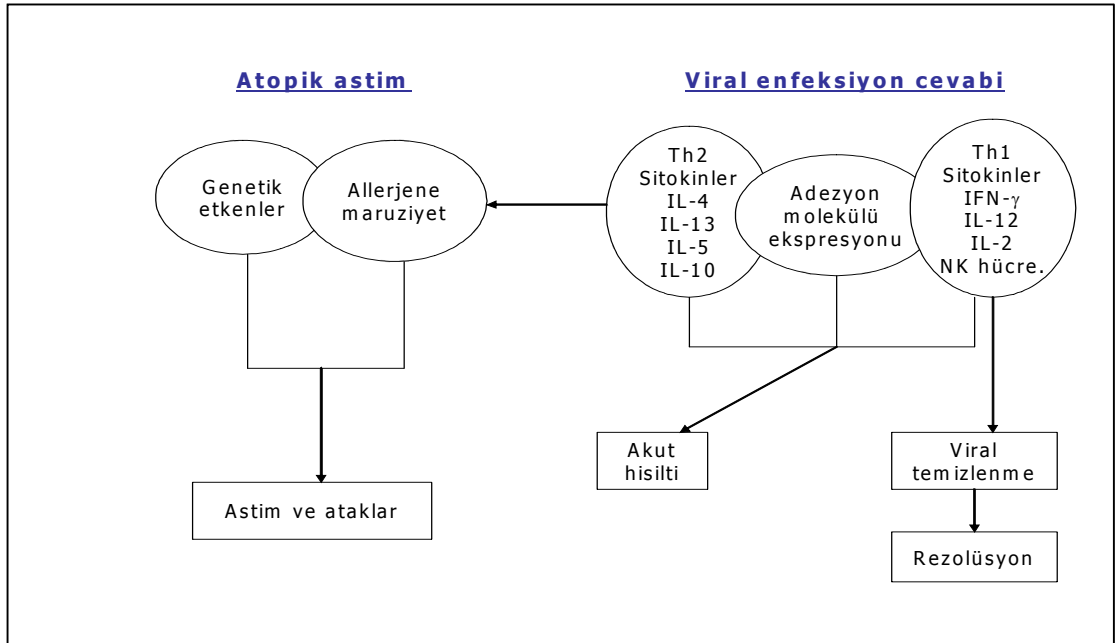 Atopik astim
Viral enfeksiyon cevabi
Genetik
etkenler
Allerjene
maruziyet
Th2
Sitokinler
IL-4
IL-13
IL-5
IL-10
Adezyon
molekülü
ekspresyonu
Th1
Sitokinler
IFN-γ
IL-12
IL-2
NK hücre.
Akut
hisilti
Viral
temizlenme
Astim ve ataklar
Rezolüsyon